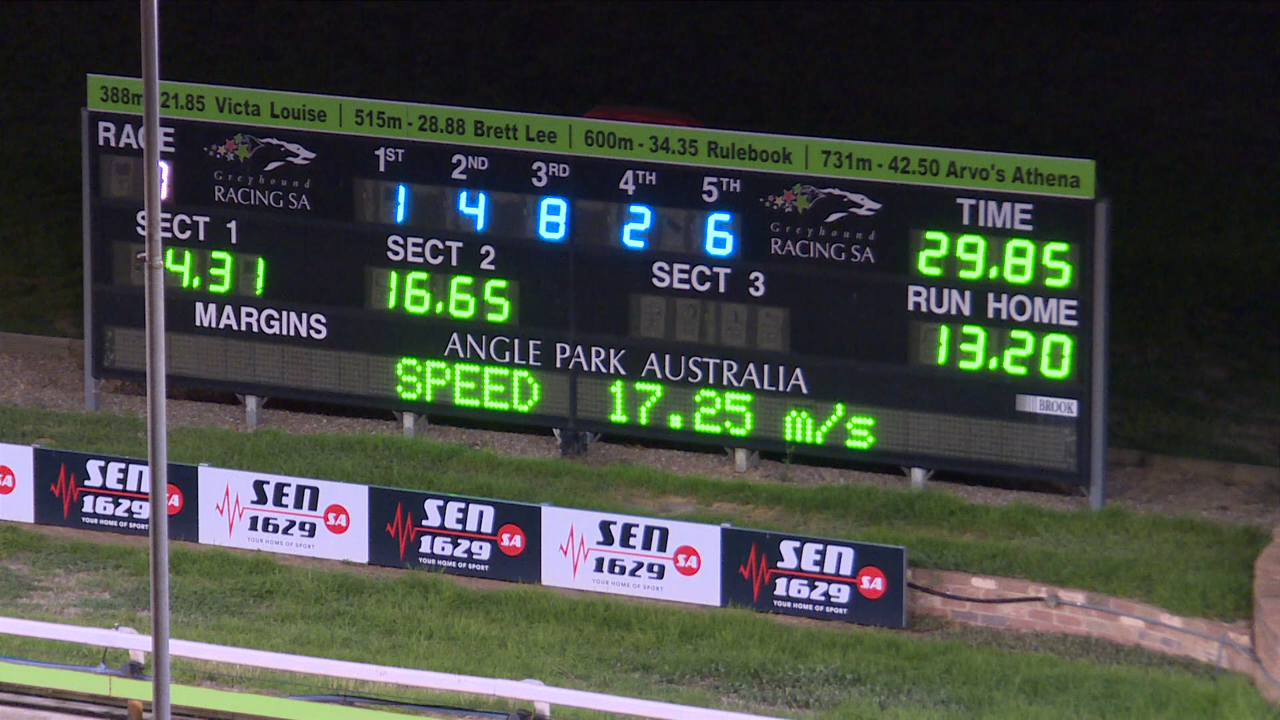 388m 21.85 Victa Louise | 515m - 28.88 Brett Lee | 600m - 34.35 Rulebook | 731m - 42.50 Arvo's Athena
RACE
Greyhound
RACING SA
1ST 2ND 3RD 4TH 5TH
1 4 8 2 6
Greyhound
RACING SA
TIME
29.85
SECT 1
4.31
SECT 2
16.65
SECT 3
RUN HOME
13.20
MARGINS
ANGLE PARK AUSTRALIA
SPEED 17.25 m/s
BROOK
SA
SEN
1629 SA
YOUR HOME OF SPORT
SEN
1629 SA
YOUR HOME OF SPORT
SEN
1629 SA
YOUR HOME OF SPORT
SEN
1629 SA
YOUR HOME OF SPORT
SEN
1629 SA
YOUR HOME OF SPORT